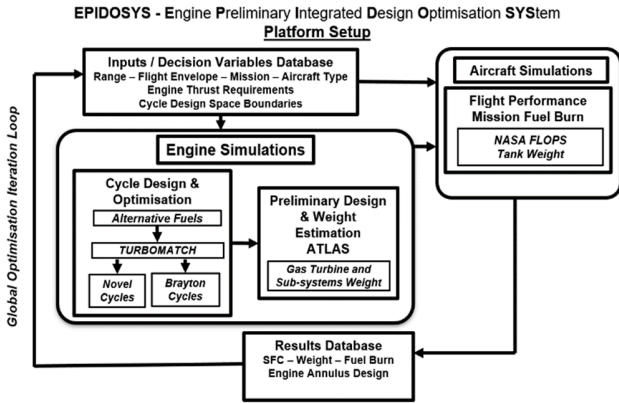 EPIDOSYS - Engine Preliminary Integrated Design Optimisation SYStem
Platform Setup
Inputs / Decision Variables Database
Range – Flight Envelope – Mission – Aircraft Type
Engine Thrust Requirements
Cycle Design Space Boundaries
Aircraft Simulations
Flight Performance
Mission Fuel Burn
NASA FLOPS
Tank Weight
Engine Simulations
Cycle Design &
Optimisation
Alternative Fuels
TURBOMATCH
Novel
Cycles
Brayton
Cycles
Preliminary Design
& Weight
Estimation
ATLAS
Gas Turbine and
Sub-systems Weight
Global Optimisation Iteration Loop
Results Database
SFC – Weight – Fuel Burn
Engine Annulus Design